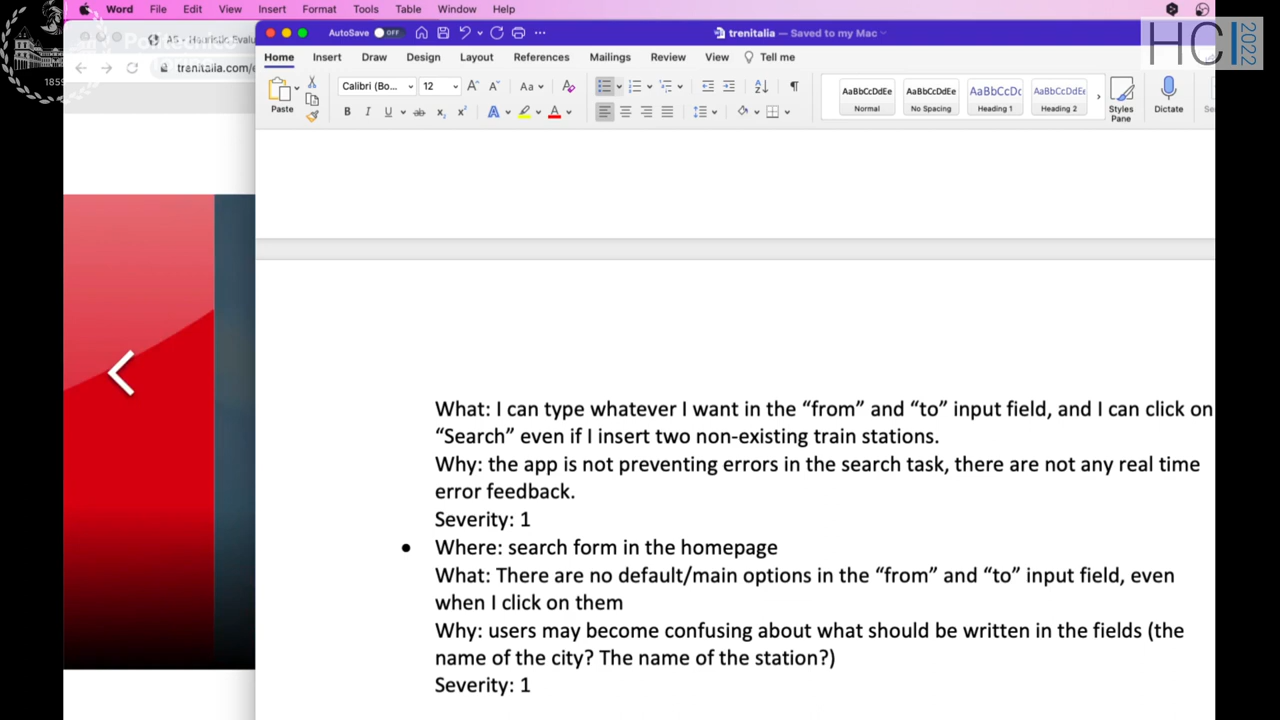 Word File Edit View Insert Format Tools Table Window Help
AutoSave OFF trenitalia — Saved to my Mac
HCI 2022
A5 - Heuristic Evalu
Politecnico
1859
trenitalia.com/e
Home Insert Draw Design Layout References Mailings Review View Tell me
Paste
Calibri (Bo... 12
AaBbCcDdEe AaBbCcDdEe AaBbCcDc AaBbCcDdEe
Normal No Spacing Heading 1 Heading 2
Styles Pane
Dictate
What: I can type whatever I want in the “from” and “to” input field, and I can click on
“Search” even if I insert two non-existing train stations.
Why: the app is not preventing errors in the search task, there are not any real time
error feedback.
Severity: 1
• Where: search form in the homepage
What: There are no default/main options in the “from” and “to” input field, even
when I click on them
Why: users may become confusing about what should be written in the fields (the
name of the city? The name of the station?)
Severity: 1